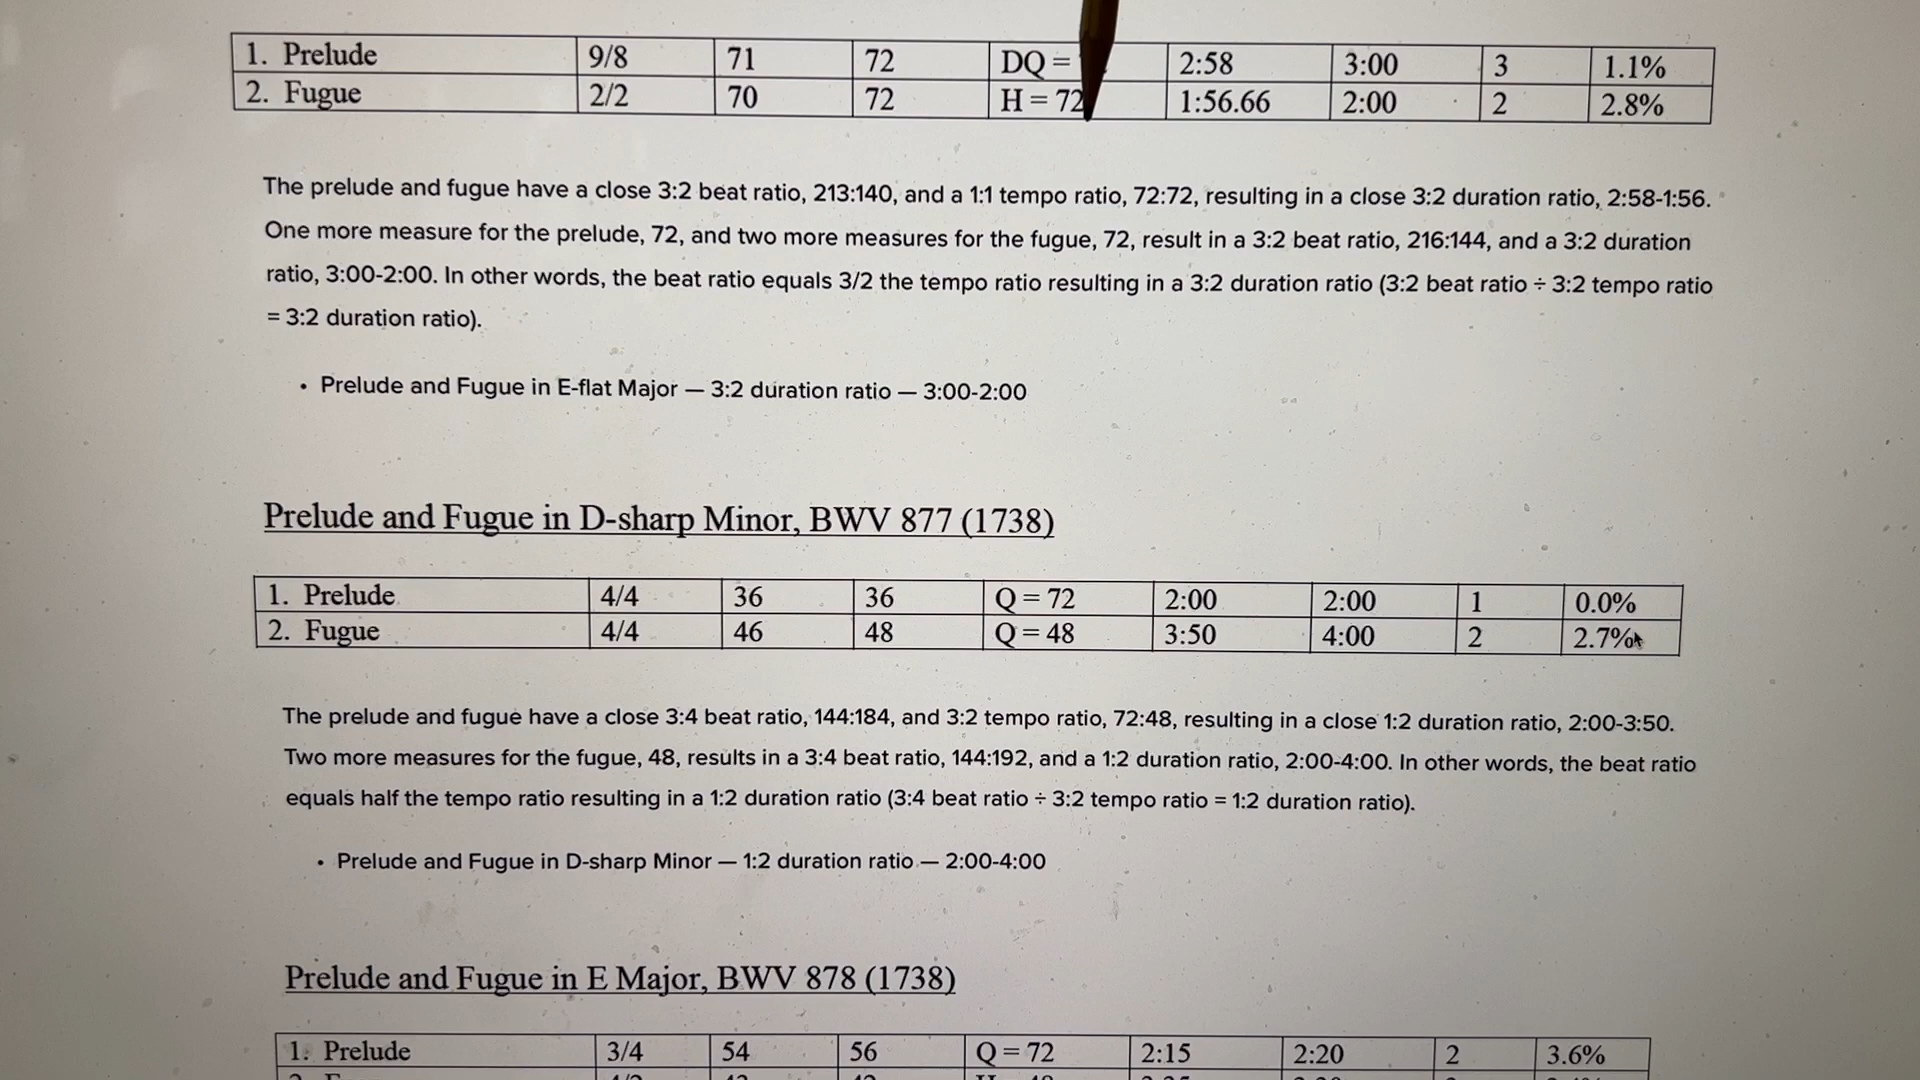 1. Prelude 9/8 71 72 DQ = 2:58 3:00 3 1.1%
2. Fugue 2/2 70 72 H = 72 1:56.66 2:00 2 2.8%
The prelude and fugue have a close 3:2 beat ratio, 213:140, and a 1:1 tempo ratio, 72:72, resulting in a close 3:2 duration ratio, 2:58-1:56.
One more measure for the prelude, 72, and two more measures for the fugue, 72, result in a 3:2 beat ratio, 216:144, and a 3:2 duration
ratio, 3:00-2:00. In other words, the beat ratio equals 3/2 the tempo ratio resulting in a 3:2 duration ratio (3:2 beat ratio ÷ 3:2 tempo ratio
= 3:2 duration ratio).
• Prelude and Fugue in E-flat Major — 3:2 duration ratio — 3:00-2:00
Prelude and Fugue in D-sharp Minor, BWV 877 (1738)
1. Prelude 4/4 36 36 Q = 72 2:00 2:00 1 0.0%
2. Fugue 4/4 46 48 Q = 48 3:50 4:00 2 2.7%
The prelude and fugue have a close 3:4 beat ratio, 144:184, and 3:2 tempo ratio, 72:48, resulting in a close 1:2 duration ratio, 2:00-3:50.
Two more measures for the fugue, 48, results in a 3:4 beat ratio, 144:192, and a 1:2 duration ratio, 2:00-4:00. In other words, the beat ratio
equals half the tempo ratio resulting in a 1:2 duration ratio (3:4 beat ratio ÷ 3:2 tempo ratio = 1:2 duration ratio).
• Prelude and Fugue in D-sharp Minor — 1:2 duration ratio — 2:00-4:00
Prelude and Fugue in E Major, BWV 878 (1738)
1. Prelude 3/4 54 56 Q = 72 2:15 2:20 2 3.6%